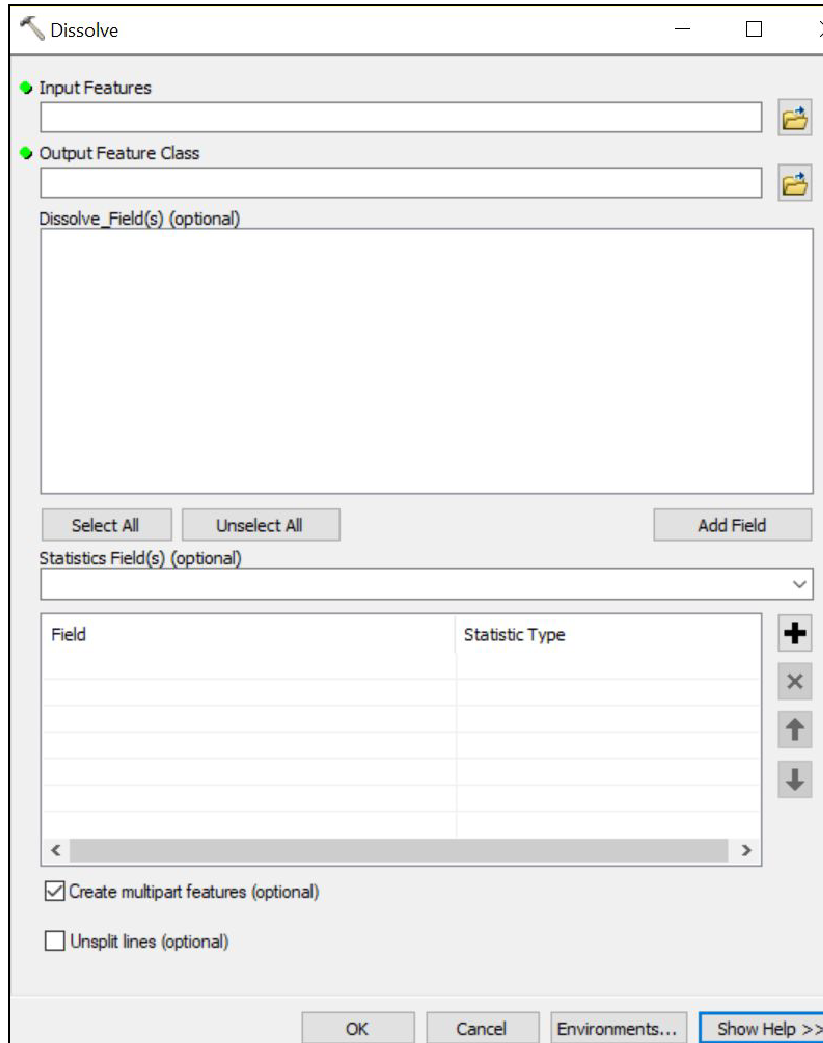 Dissolve
Input Features
Output Feature Class
Dissolve_Field(s) (optional)
Select All Unselect All Add Field
Statistics Field(s) (optional)
Field Statistic Type
Create multipart features (optional)
Unsplit lines (optional)
OK Cancel Environments... Show Help >>